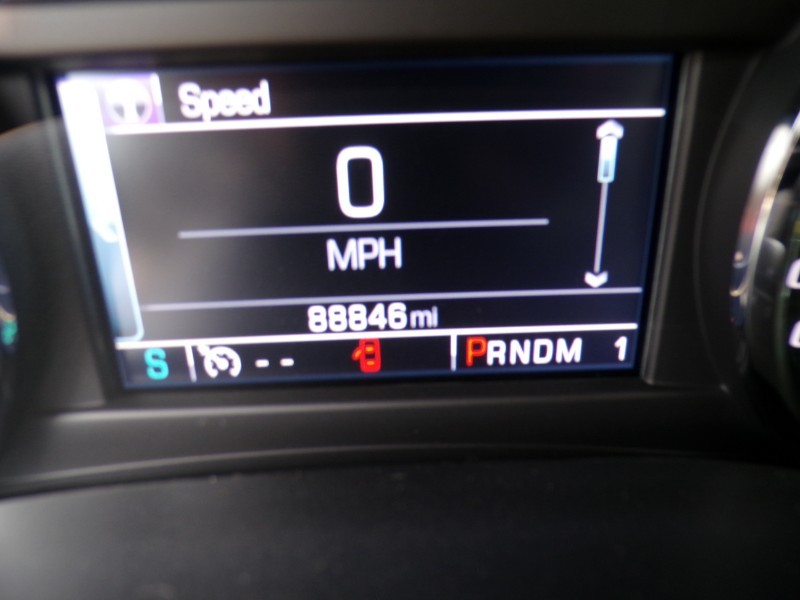 Speed
0
MPH
88846 mi
S -- PRNDM 1